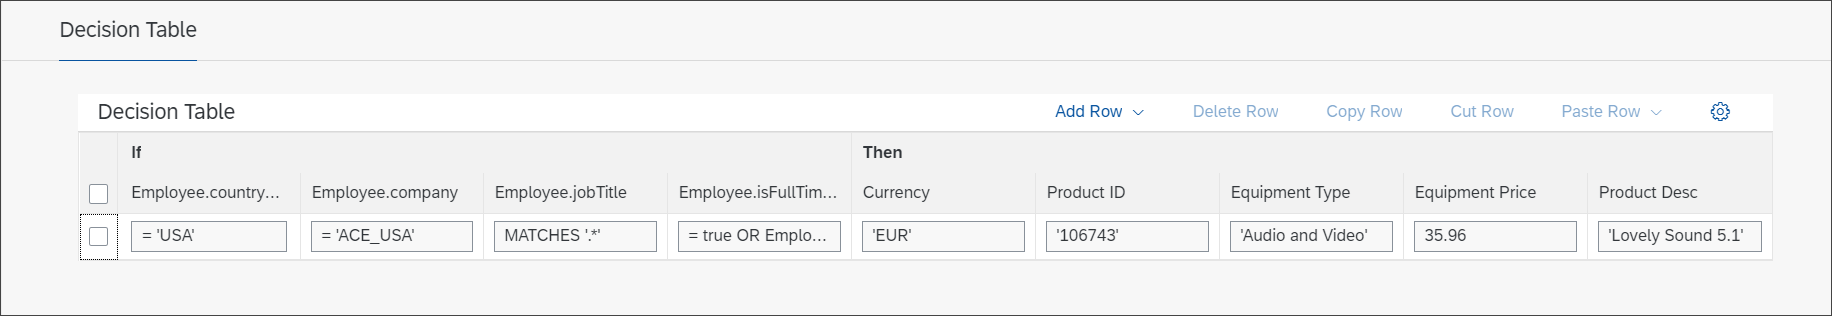 Decision Table
Decision Table Add Row Delete Row Copy Row Cut Row Paste Row
If Then
Employee.country... Employee.company Employee.jobTitle Employee.isFullTim... Currency Product ID Equipment Type Equipment Price Product Desc
= 'USA' = 'ACE_USA' MATCHES '.*' = true OR Emplo... 'EUR' '106743' 'Audio and Video' 35.96 'Lovely Sound 5.1'